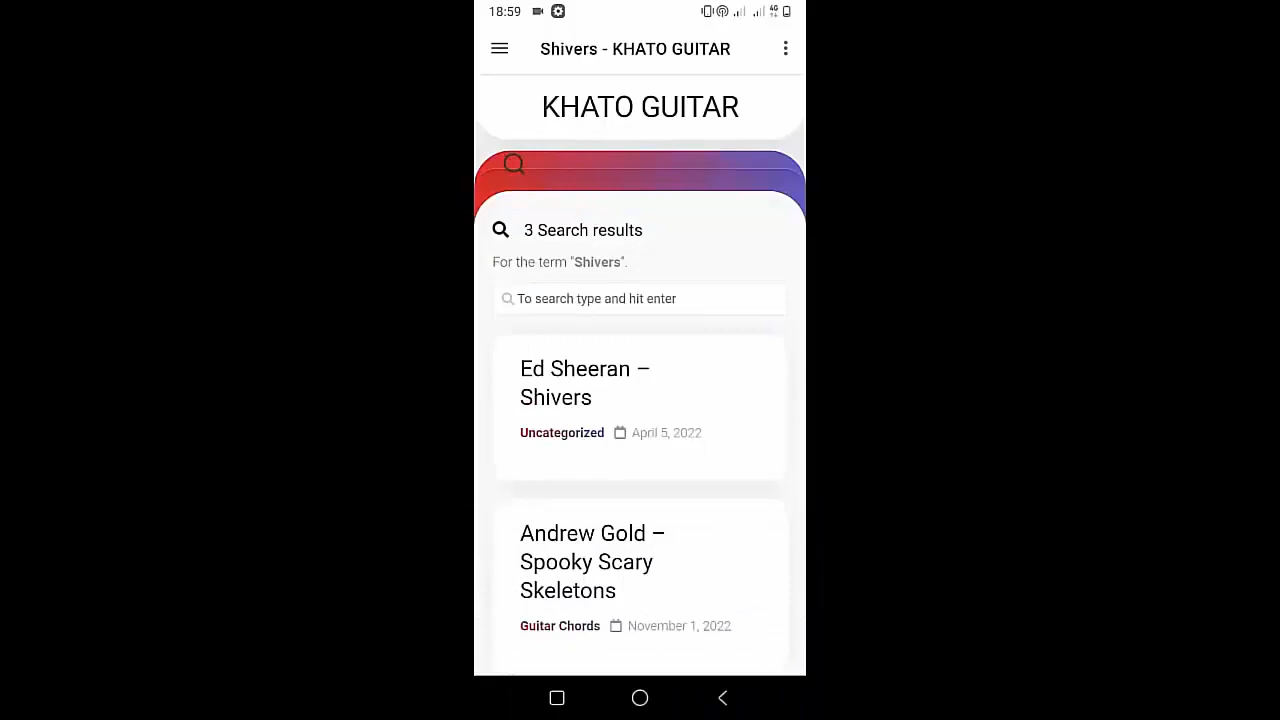 18:59
4G
Shivers - KHATO GUITAR
KHATO GUITAR
3 Search results
For the term "Shivers".
To search type and hit enter
Ed Sheeran –
Shivers
Uncategorized April 5, 2022
Andrew Gold –
Spooky Scary
Skeletons
Guitar Chords November 1, 2022